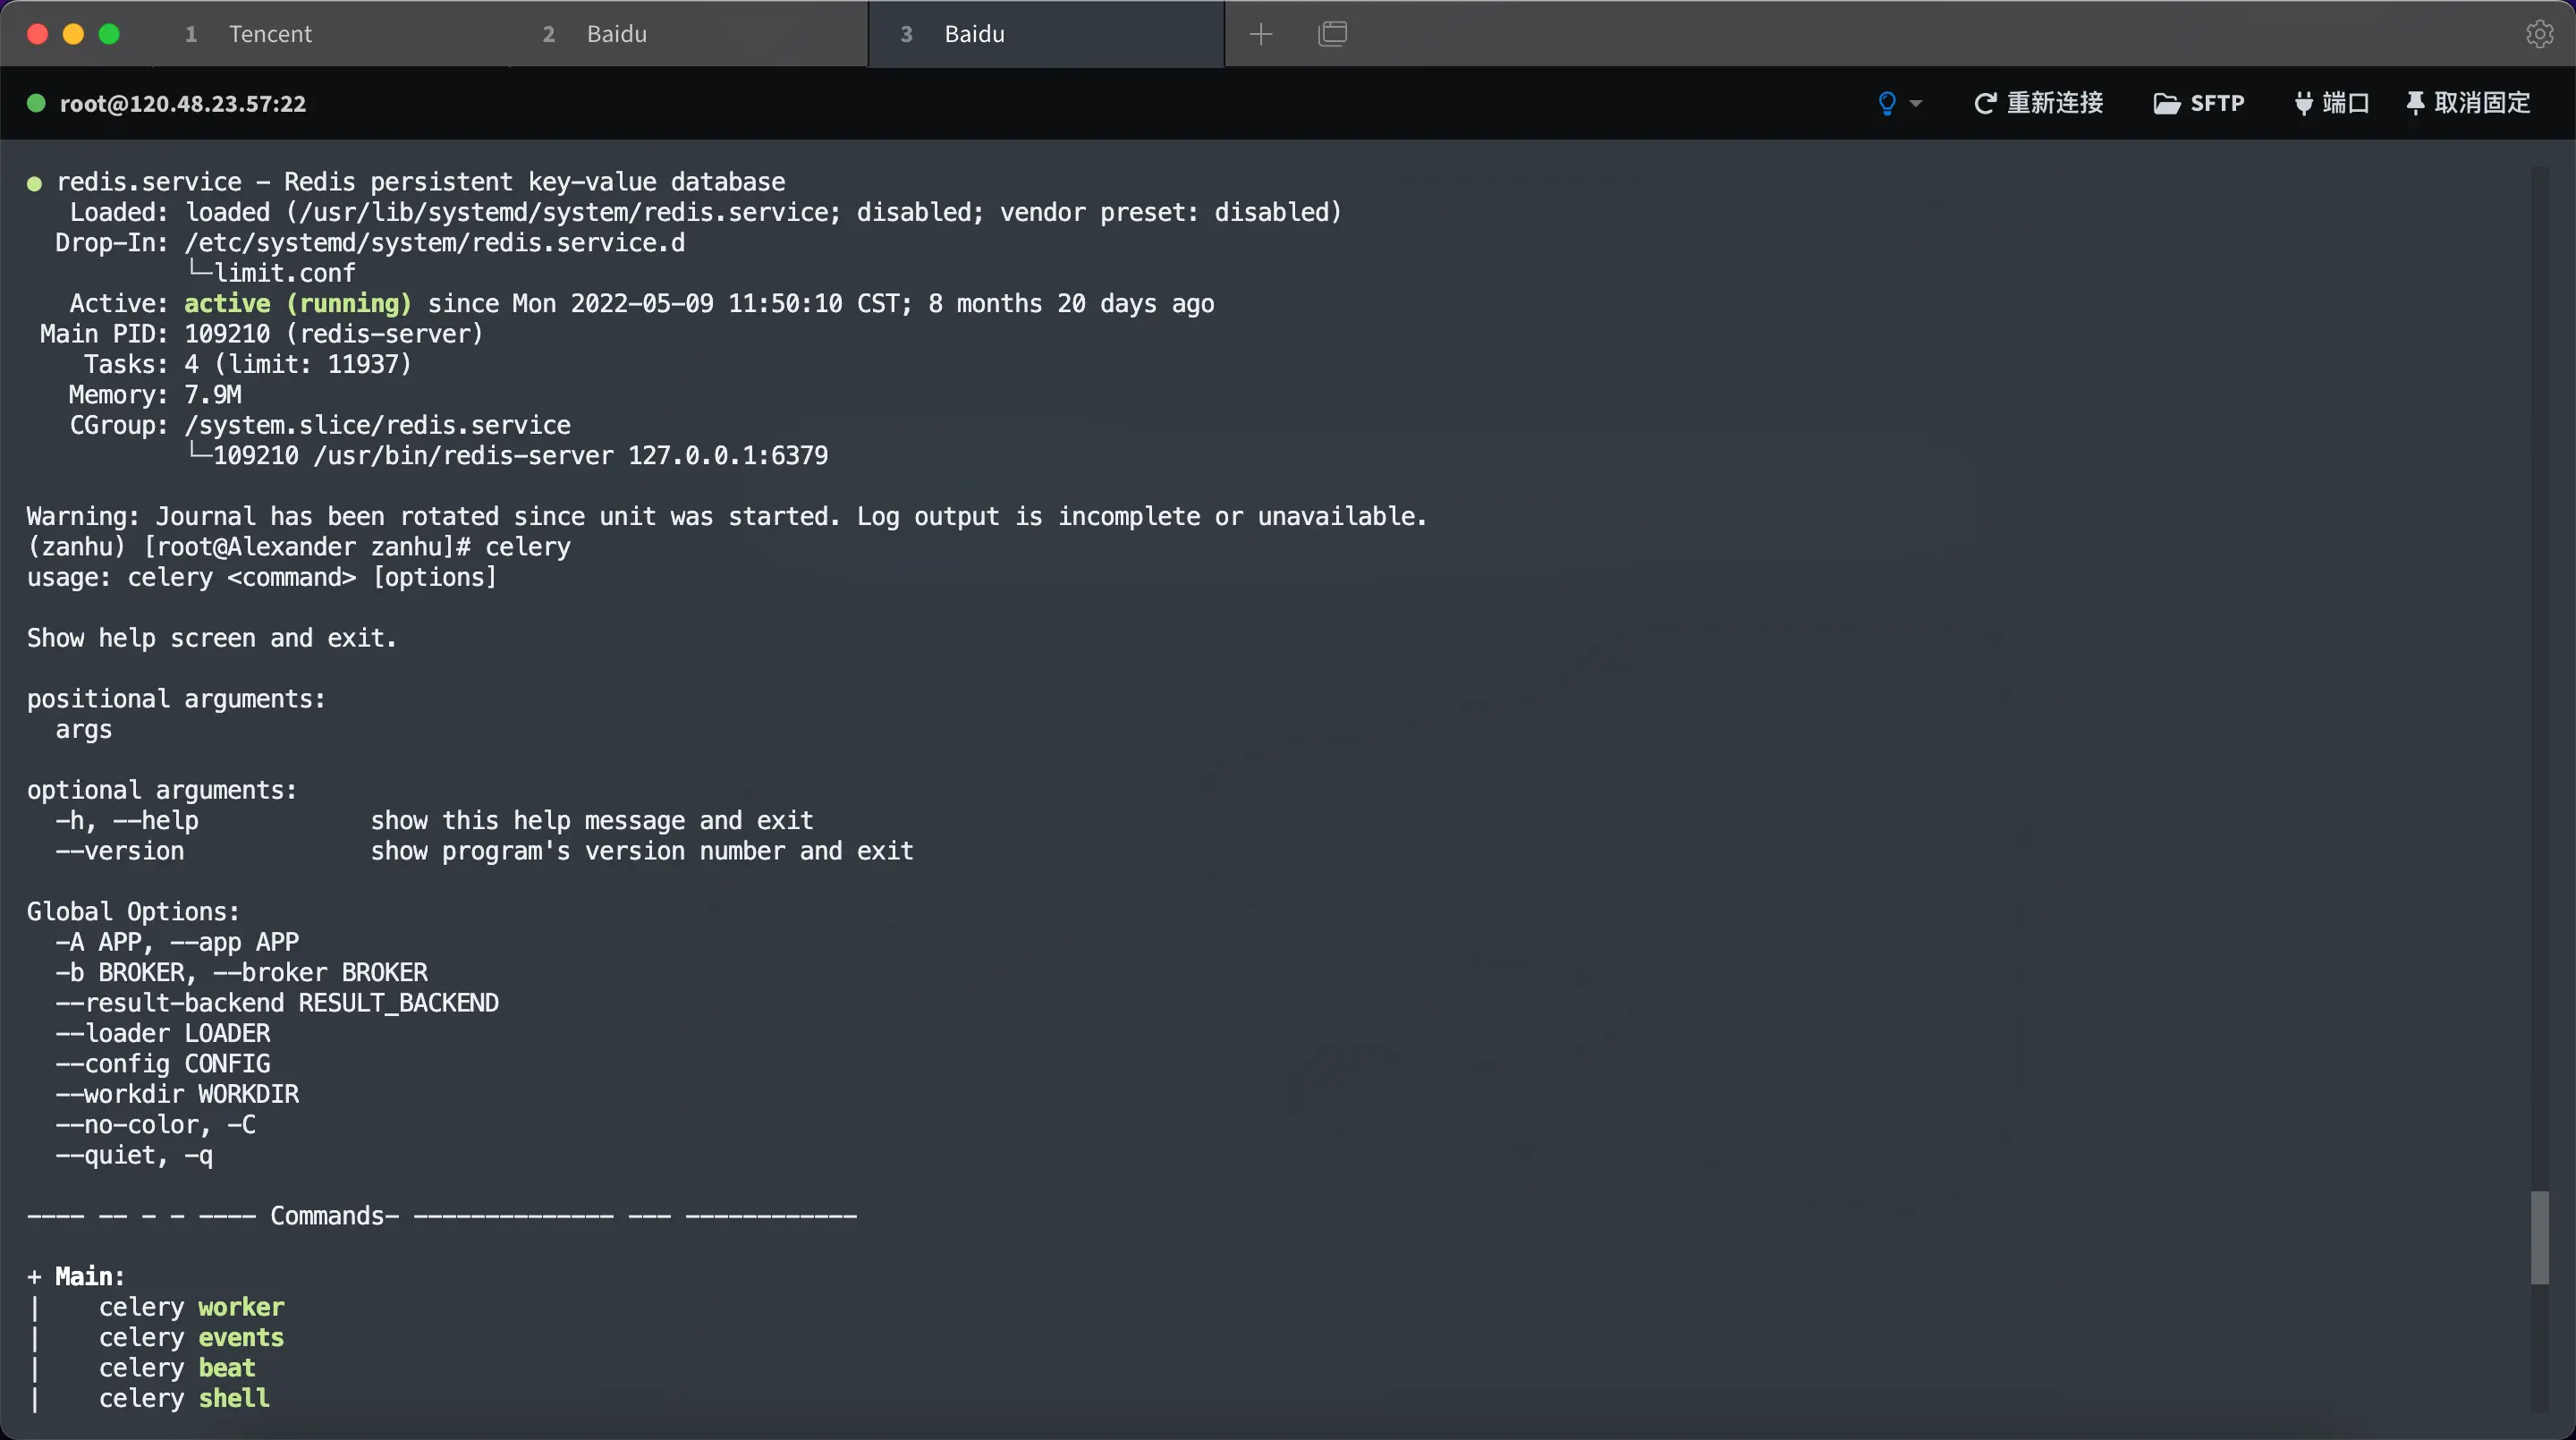 1 Tencent 2 Baidu 3 Baidu
root@120.48.23.57:22 重新连接 SFTP 端口 取消固定
● redis.service - Redis persistent key-value database
   Loaded: loaded (/usr/lib/systemd/system/redis.service; disabled; vendor preset: disabled)
  Drop-In: /etc/systemd/system/redis.service.d
           └─limit.conf
   Active: active (running) since Mon 2022-05-09 11:50:10 CST; 8 months 20 days ago
 Main PID: 109210 (redis-server)
    Tasks: 4 (limit: 11937)
   Memory: 7.9M
   CGroup: /system.slice/redis.service
           └─109210 /usr/bin/redis-server 127.0.0.1:6379
Warning: Journal has been rotated since unit was started. Log output is incomplete or unavailable.
(zanhu) [root@Alexander zanhu]# celery
usage: celery <command> [options]
Show help screen and exit.
positional arguments:
  args
optional arguments:
  -h, --help            show this help message and exit
  --version             show program's version number and exit
Global Options:
  -A APP, --app APP
  -b BROKER, --broker BROKER
  --result-backend RESULT_BACKEND
  --loader LOADER
  --config CONFIG
  --workdir WORKDIR
  --no-color, -C
  --quiet, -q
---- -- - - ---- Commands- -------------- --- ------------
+ Main:
|    celery worker
|    celery events
|    celery beat
|    celery shell